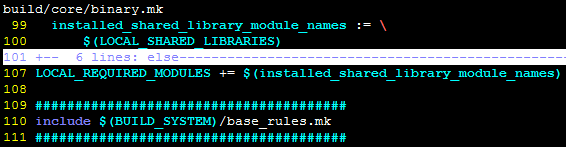 build/core/binary.mk
99 installed_shared_library_module_names := \
100 $(LOCAL_SHARED_LIBRARIES)
101 +-- 6 lines: else--------------------------------------------------
107 LOCAL_REQUIRED_MODULES += $(installed_shared_library_module_names)
108
109 #######################################
110 include $(BUILD_SYSTEM)/base_rules.mk
111 #######################################